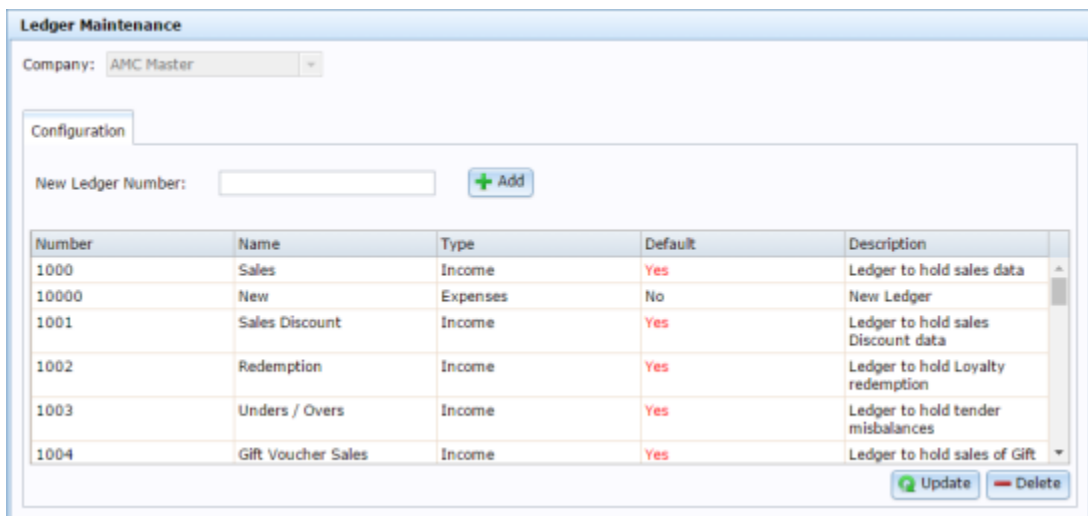 Ledger Maintenance
Company: AMC Master
Configuration
New Ledger Number: Add
Number Name Type Default Description
1000 Sales Income Yes Ledger to hold sales data
10000 New Expenses No New Ledger
1001 Sales Discount Income Yes Ledger to hold sales
Discount data
1002 Redemption Income Yes Ledger to hold Loyalty
redemption
1003 Unders / Overs Income Yes Ledger to hold tender
misbalances
1004 Gift Voucher Sales Income Yes Ledger to hold sales of Gift
Update Delete